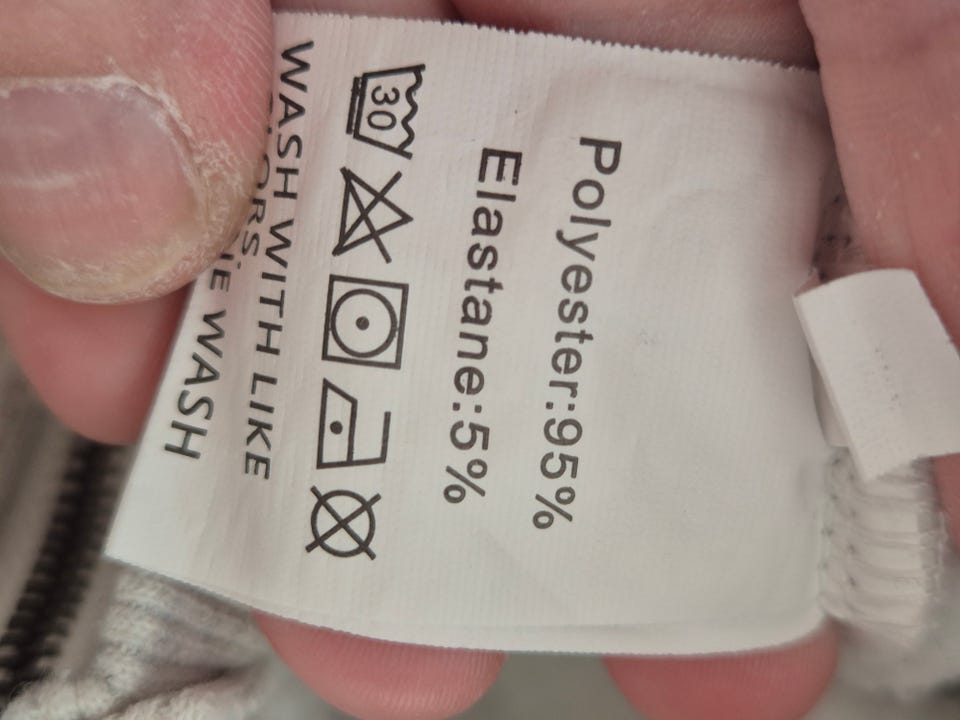 Polyester:95%
Elastane:5%
30
WASH WITH LIKE
WASH